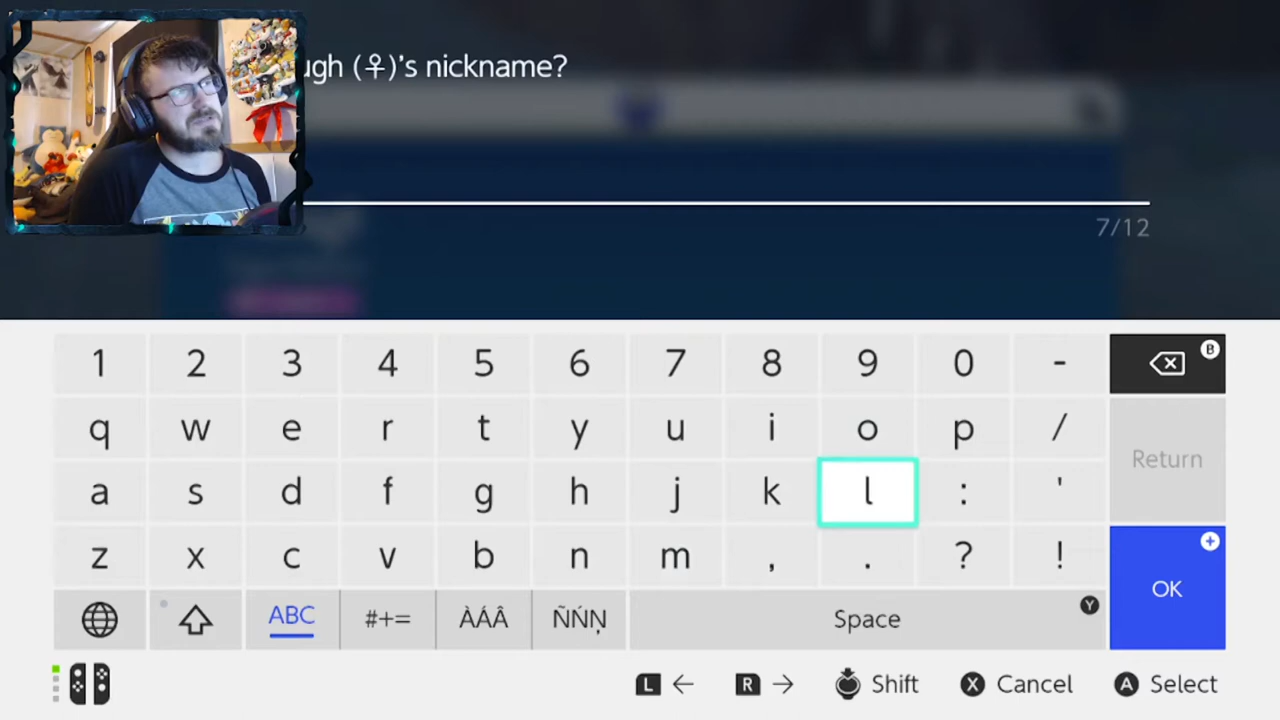 ugh (♀)'s nickname?
7/12
1 2 3 4 5 6 7 8 9 0 -
q w e r t y u i o p /
Return
a s d f g h j k l : '
z x c v b n m , . ? !
OK
ABC #+= ÀÁÂ ÑŃŅ Space
L ← R → Shift X Cancel A Select
B
+
Y